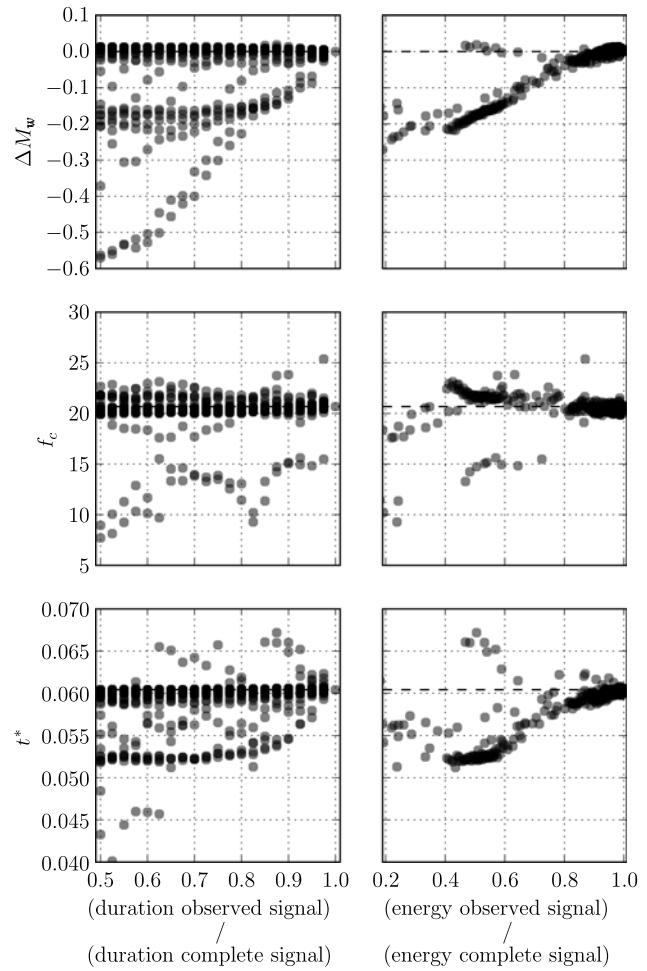 0.1
0.0
−0.1
−0.2
−0.3
−0.4
−0.5
−0.6
ΔM_w
30
25
20
15
10
5
f_c
0.070
0.065
0.060
0.055
0.050
0.045
0.040
t*
0.5 0.6 0.7 0.8 0.9 1.0
0.2 0.4 0.6 0.8 1.0
(duration observed signal)
/
(duration complete signal)
(energy observed signal)
/
(energy complete signal)